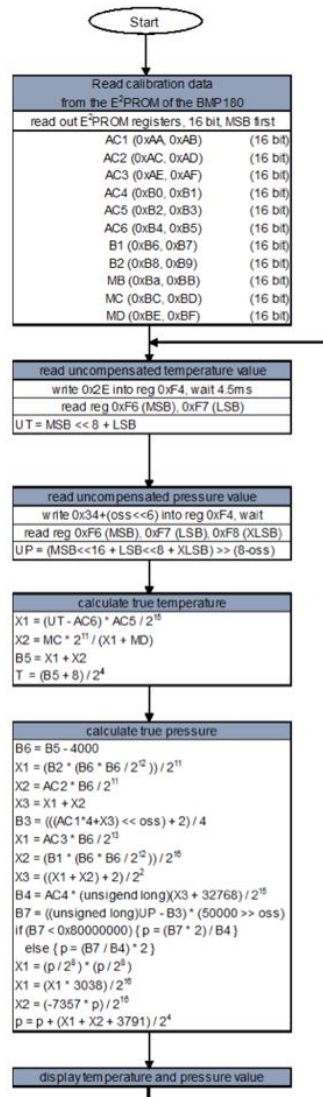 Start
Read calibration data
from the E²PROM of the BMP180
read out E²PROM registers, 16 bit, MSB first
AC1 (0xAA, 0xAB) (16 bit)
AC2 (0xAC, 0xAD) (16 bit)
AC3 (0xAE, 0xAF) (16 bit)
AC4 (0xB0, 0xB1) (16 bit)
AC5 (0xB2, 0xB3) (16 bit)
AC6 (0xB4, 0xB5) (16 bit)
B1 (0xB6, 0xB7) (16 bit)
B2 (0xB8, 0xB9) (16 bit)
MB (0xBa, 0xBB) (16 bit)
MC (0xBC, 0xBD) (16 bit)
MD (0xBE, 0xBF) (16 bit)
read uncompensated temperature value
write 0x2E into reg 0xF4, wait 4.5ms
read reg 0xF6 (MSB), 0xF7 (LSB)
UT = MSB << 8 + LSB
read uncompensated pressure value
write 0x34+(oss<<6) into reg 0xF4, wait
read reg 0xF6 (MSB), 0xF7 (LSB), 0xF8 (XLSB)
UP = (MSB<<16 + LSB<<8 + XLSB) >> (8-oss)
calculate true temperature
X1 = (UT - AC6) * AC5 / 2¹⁵
X2 = MC * 2¹¹ / (X1 + MD)
B5 = X1 + X2
T = (B5 + 8) / 2⁴
calculate true pressure
B6 = B5 - 4000
X1 = (B2 * (B6 * B6 / 2¹²)) / 2¹¹
X2 = AC2 * B6 / 2¹¹
X3 = X1 + X2
B3 = (((AC1*4+X3) << oss) + 2) / 4
X1 = AC3 * B6 / 2¹³
X2 = (B1 * (B6 * B6 / 2¹²)) / 2¹⁶
X3 = ((X1 + X2) + 2) / 2²
B4 = AC4 * (unsigend long)(X3 + 32768) / 2¹⁵
B7 = ((unsigned long)UP - B3) * (50000 >> oss)
if (B7 < 0x80000000) { p = (B7 * 2) / B4 }
else { p = (B7 / B4) * 2 }
X1 = (p / 2⁸) * (p / 2⁸)
X1 = (X1 * 3038) / 2¹⁶
X2 = (-7357 * p) / 2¹⁶
p = p + (X1 + X2 + 3791) / 2⁴
display temperature and pressure value